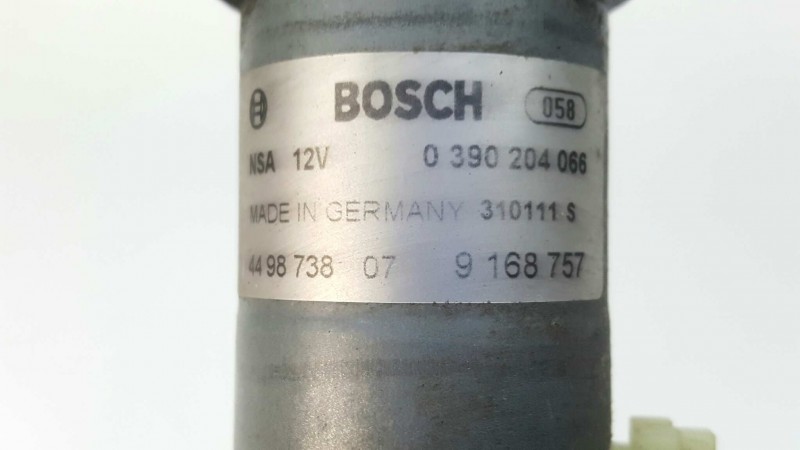 BOSCH 058
NSA 12V 0 390 204 066
MADE IN GERMANY 310111 S
44 98 738 07 9 168 757